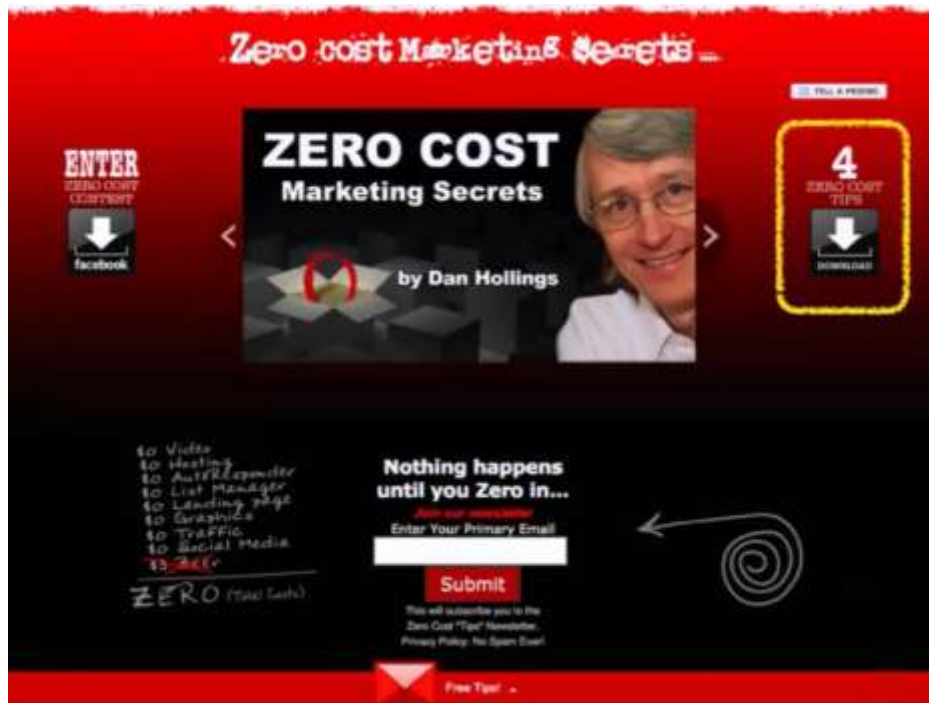 Zero cost Marketing Secrets...
TELL A FRIEND
ENTER
ZERO COST
CONTEST
facebook
<
ZERO COST
Marketing Secrets
by Dan Hollings
>
4
ZERO COST
TIPS
DOWNLOAD
$0 Video
$0 Hosting
$0 AutoResponder
$0 List Manager
$0 Landing Page
$0 Graphics
$0 Traffic
$0 Social Media
$3 Beer
ZERO (Total Costs)
Nothing happens
until you Zero in...
Join our newsletter
Enter Your Primary Email
Submit
This will subscribe you to the
Zero Cost "Tips" Newsletter.
Privacy Policy: No Spam Ever!
Free Tips!